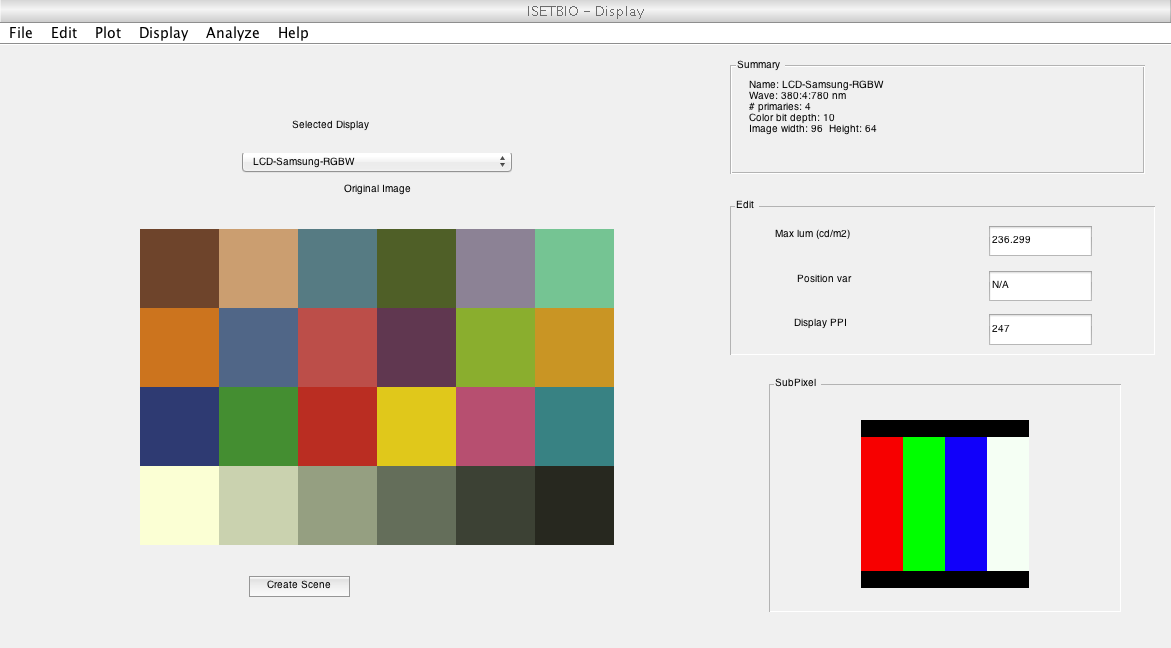 ISETBIO – Display
File Edit Plot Display Analyze Help
Selected Display
LCD-Samsung-RGBW
Original Image
Create Scene
Summary
Name: LCD-Samsung-RGBW
Wave: 380:4:780 nm
# primaries: 4
Color bit depth: 10
Image width: 96 Height: 64
Edit
Max lum (cd/m2) 236.299
Position var N/A
Display PPI 247
SubPixel